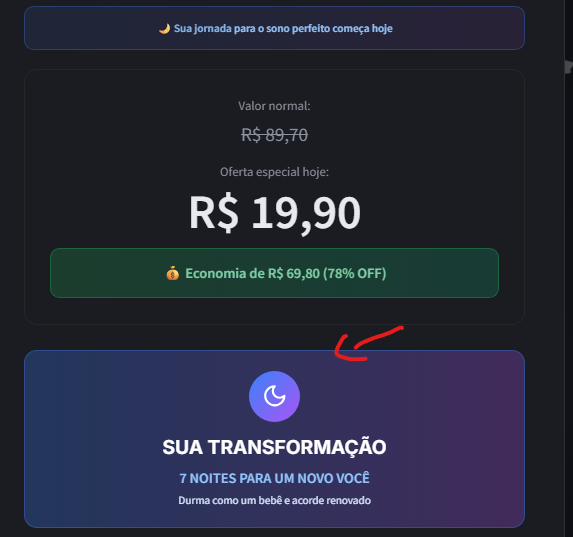 🌙 Sua jornada para o sono perfeito começa hoje
Valor normal:
R$ 89,70
Oferta especial hoje:
R$ 19,90
💰 Economia de R$ 69,80 (78% OFF)
SUA TRANSFORMAÇÃO
7 NOITES PARA UM NOVO VOCÊ
Durma como um bebê e acorde renovado